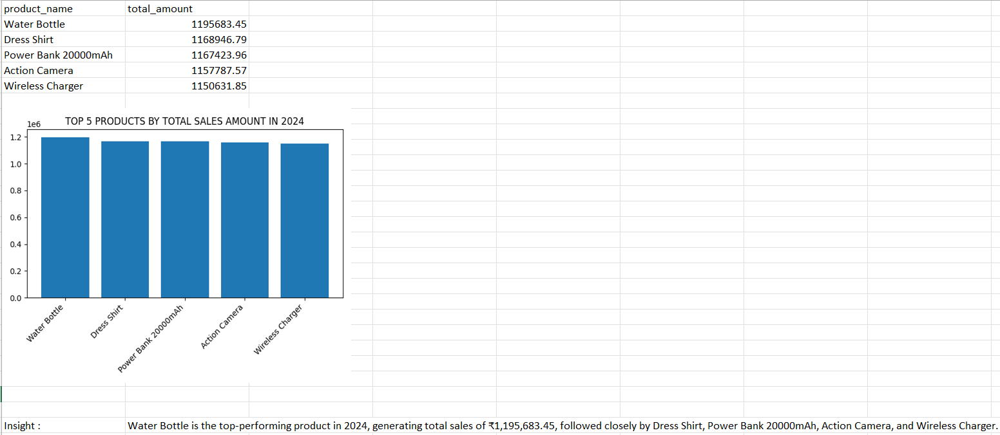 product_name total_amount
Water Bottle 1195683.45
Dress Shirt 1168946.79
Power Bank 20000mAh 1167423.96
Action Camera 1157787.57
Wireless Charger 1150631.85
TOP 5 PRODUCTS BY TOTAL SALES AMOUNT IN 2024
1e6
1.2
1.0
0.8
0.6
0.4
0.2
0.0
Water Bottle
Dress Shirt
Power Bank 20000mAh
Action Camera
Wireless Charger
Insight : Water Bottle is the top-performing product in 2024, generating total sales of ₹1,195,683.45, followed closely by Dress Shirt, Power Bank 20000mAh, Action Camera, and Wireless Charger.